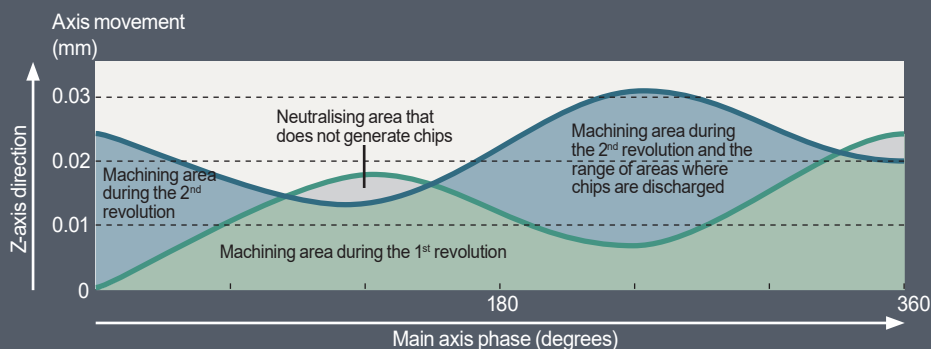 Axis movement
(mm)
0.03
0.02
0.01
0
Z-axis direction
Neutralising area that
does not generate chips
Machining area during
the 2nd revolution and the
range of areas where
chips are discharged
Machining area
during the 2nd
revolution
Machining area during the 1st revolution
180
360
Main axis phase (degrees)